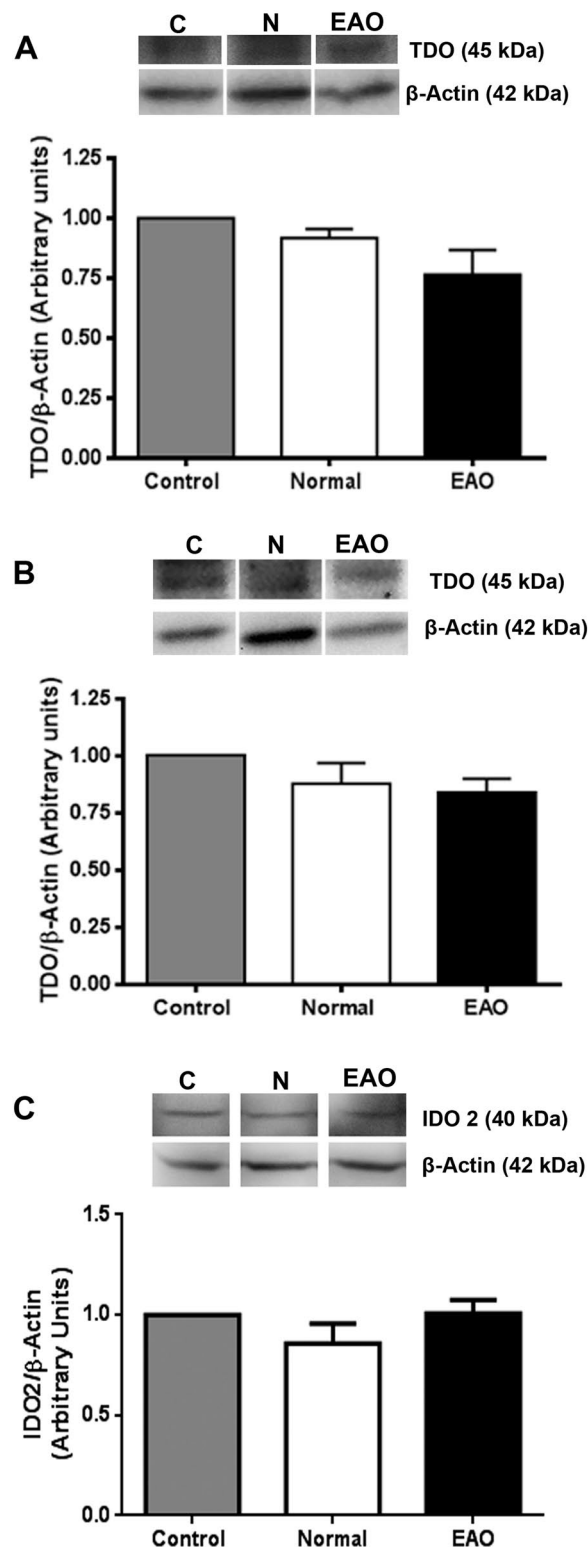 A
C N EAO
TDO (45 kDa)
β-Actin (42 kDa)
TDO/β-Actin (Arbitrary units)
1.25
1.00
0.75
0.50
0.25
0.00
Control Normal EAO
B
C N EAO
TDO (45 kDa)
β-Actin (42 kDa)
TDO/β-Actin (Arbitrary units)
1.25
1.00
0.75
0.50
0.25
0.00
Control Normal EAO
C
C N EAO
IDO 2 (40 kDa)
β-Actin (42 kDa)
IDO2/β-Actin
(Arbitrary Units)
1.5
1.0
0.5
0.0
Control Normal EAO